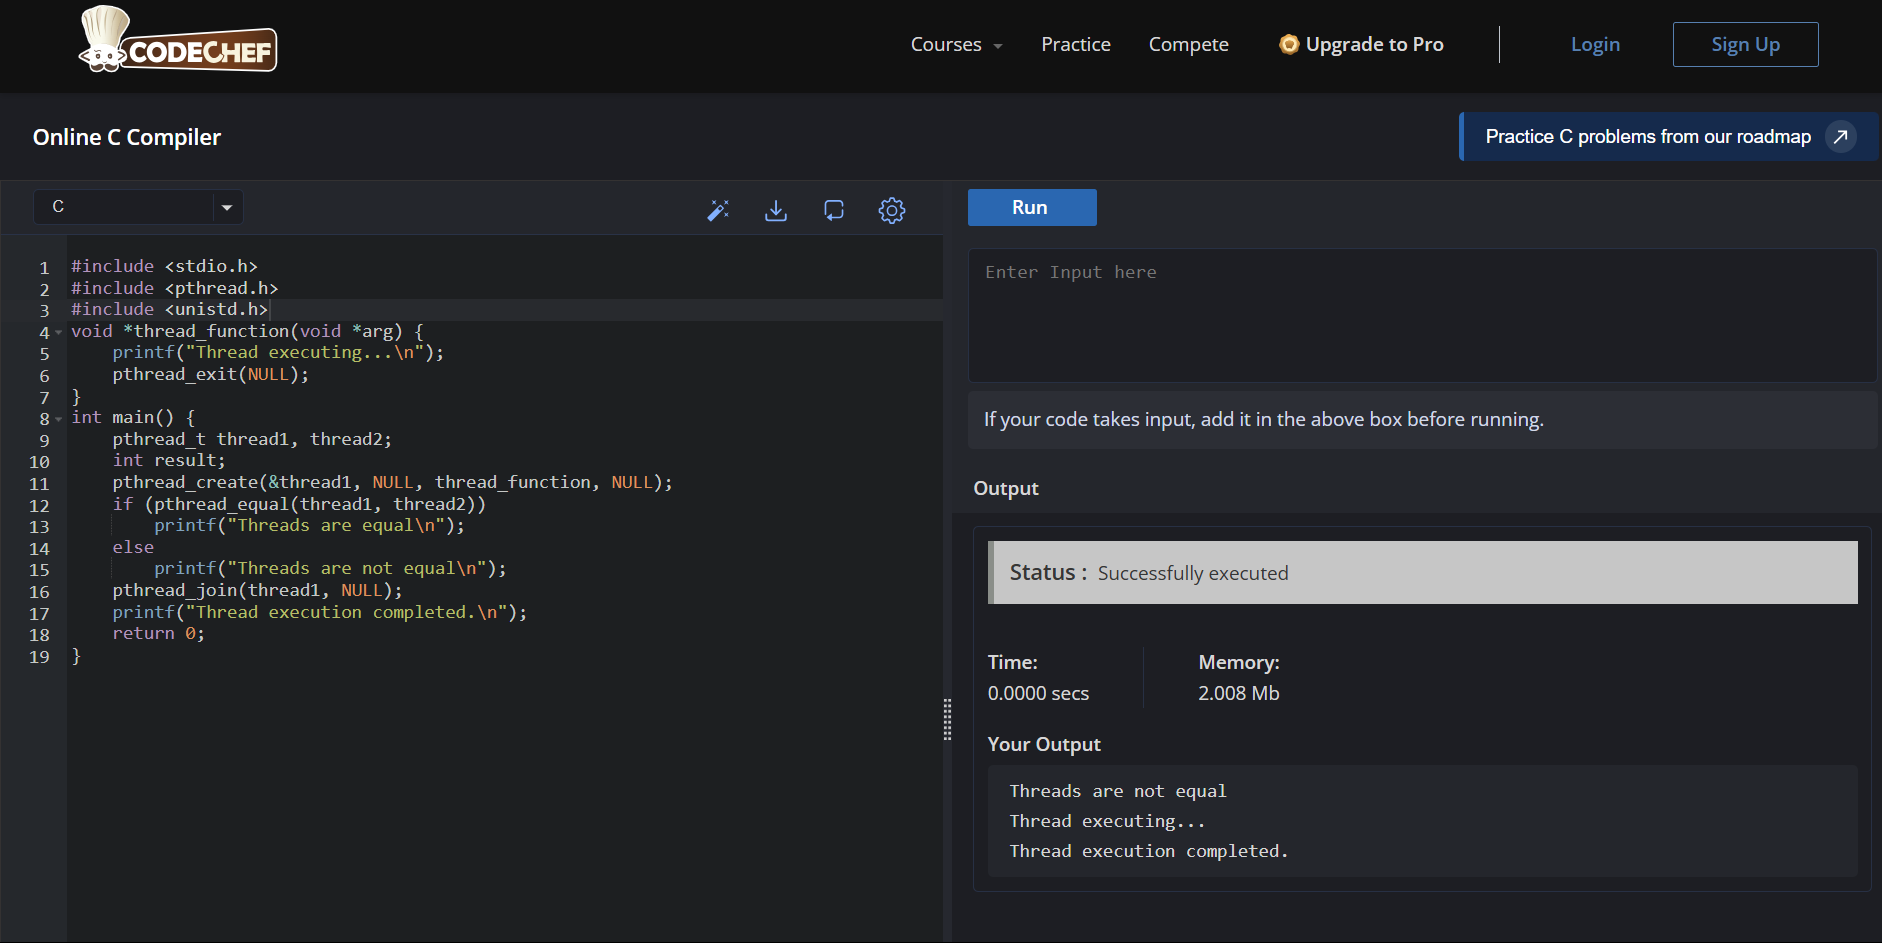 CODECHEF
Courses
Practice
Compete
Upgrade to Pro
Login
Sign Up
Online C Compiler
Practice C problems from our roadmap
C
Run
1 #include <stdio.h>
2 #include <pthread.h>
3 #include <unistd.h>
4 void *thread_function(void *arg) {
5     printf("Thread executing...\n");
6     pthread_exit(NULL);
7 }
8 int main() {
9     pthread_t thread1, thread2;
10     int result;
11     pthread_create(&thread1, NULL, thread_function, NULL);
12     if (pthread_equal(thread1, thread2))
13         printf("Threads are equal\n");
14     else
15         printf("Threads are not equal\n");
16     pthread_join(thread1, NULL);
17     printf("Thread execution completed.\n");
18     return 0;
19 }
Enter Input here
If your code takes input, add it in the above box before running.
Output
Status : Successfully executed
Time:
0.0000 secs
Memory:
2.008 Mb
Your Output
Threads are not equal
Thread executing...
Thread execution completed.